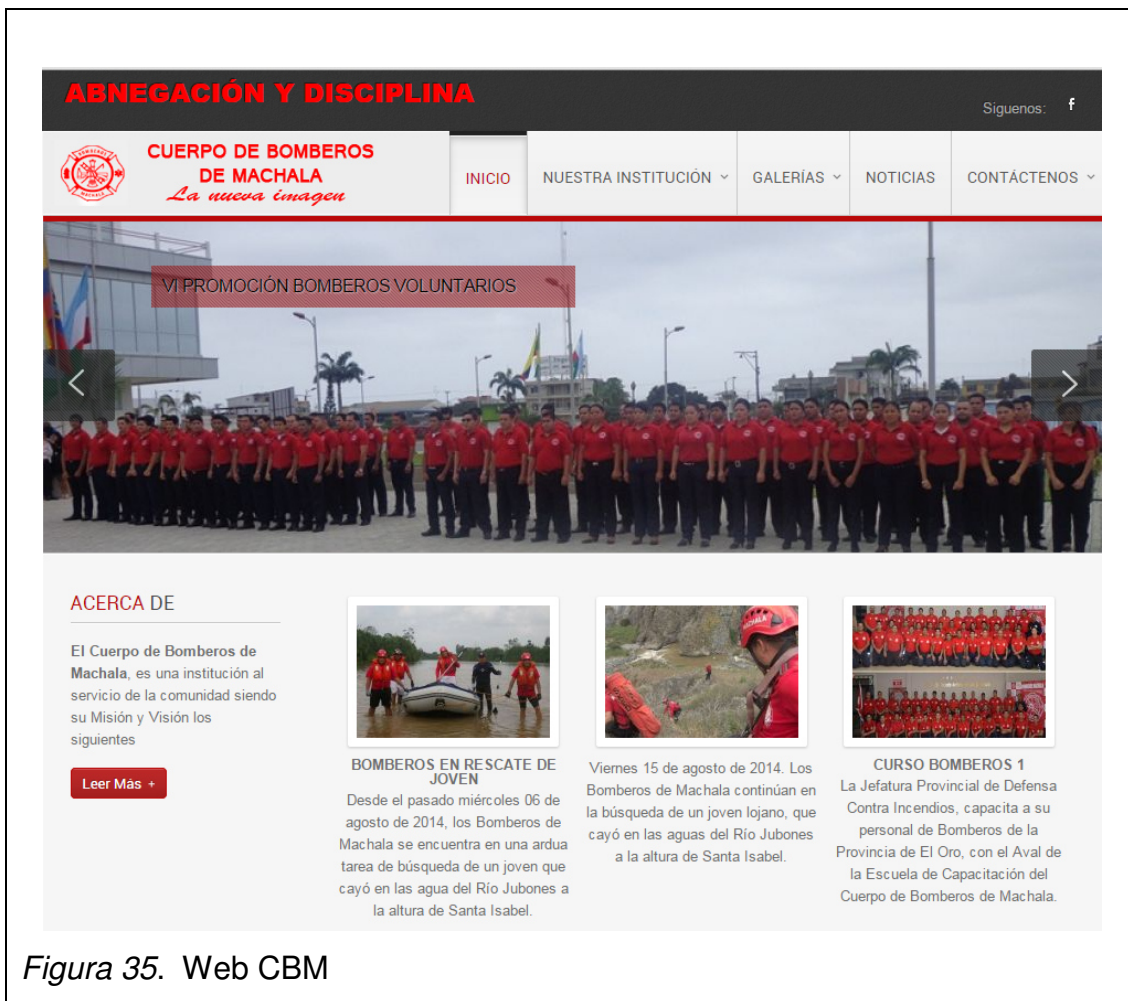 ABNEGACIÓN Y DISCIPLINA
Siguenos: f
CUERPO DE BOMBEROS
DE MACHALA
La nueva imagen
INICIO NUESTRA INSTITUCIÓN GALERÍAS NOTICIAS CONTÁCTENOS
VI PROMOCIÓN BOMBEROS VOLUNTARIOS
ACERCA DE
El Cuerpo de Bomberos de
Machala, es una institución al
servicio de la comunidad siendo
su Misión y Visión los
siguientes
Leer Más +
BOMBEROS EN RESCATE DE
JOVEN
Desde el pasado miércoles 06 de
agosto de 2014, los Bomberos de
Machala se encuentra en una ardua
tarea de búsqueda de un joven que
cayó en las agua del Río Jubones a
la altura de Santa Isabel.
MACHALA
Viernes 15 de agosto de 2014. Los
Bomberos de Machala continúan en
la búsqueda de un joven lojano, que
cayó en las aguas del Río Jubones
a la altura de Santa Isabel.
CURSO BOMBEROS 1
La Jefatura Provincial de Defensa
Contra Incendios, capacita a su
personal de Bomberos de la
Provincia de El Oro, con el Aval de
la Escuela de Capacitación del
Cuerpo de Bomberos de Machala.
Figura 35. Web CBM